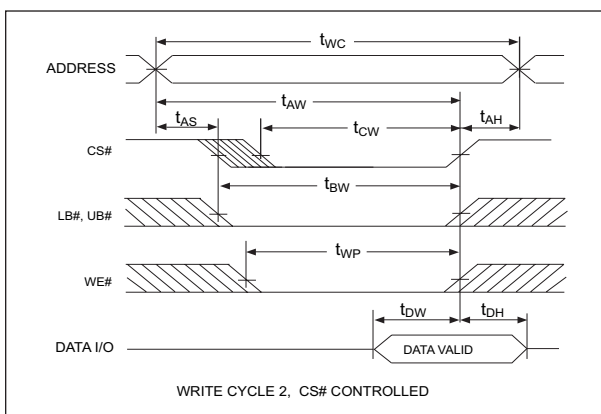 tWC
ADDRESS
tAW
tAS
tAH
tCW
CS#
tBW
LB#, UB#
tWP
WE#
tDW
tDH
DATA I/O
DATA VALID
WRITE CYCLE 2, CS# CONTROLLED